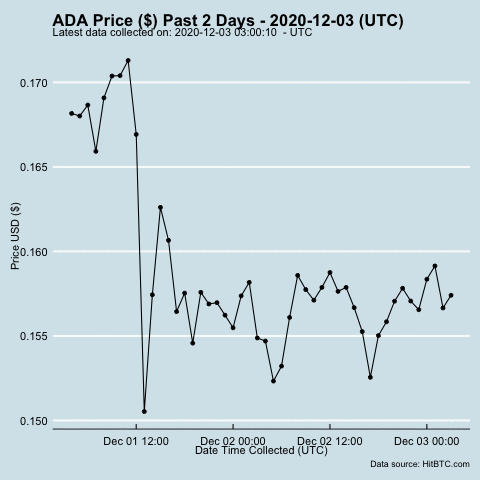 ADA Price ($) Past 2 Days - 2020-12-03 (UTC)
Latest data collected on: 2020-12-03 03:00:10  - UTC
0.170
0.165
0.160
0.155
0.150
Price USD ($)
Dec 01 12:00
Dec 02 00:00
Dec 02 12:00
Dec 03 00:00
Date Time Collected (UTC)
Data source: HitBTC.com